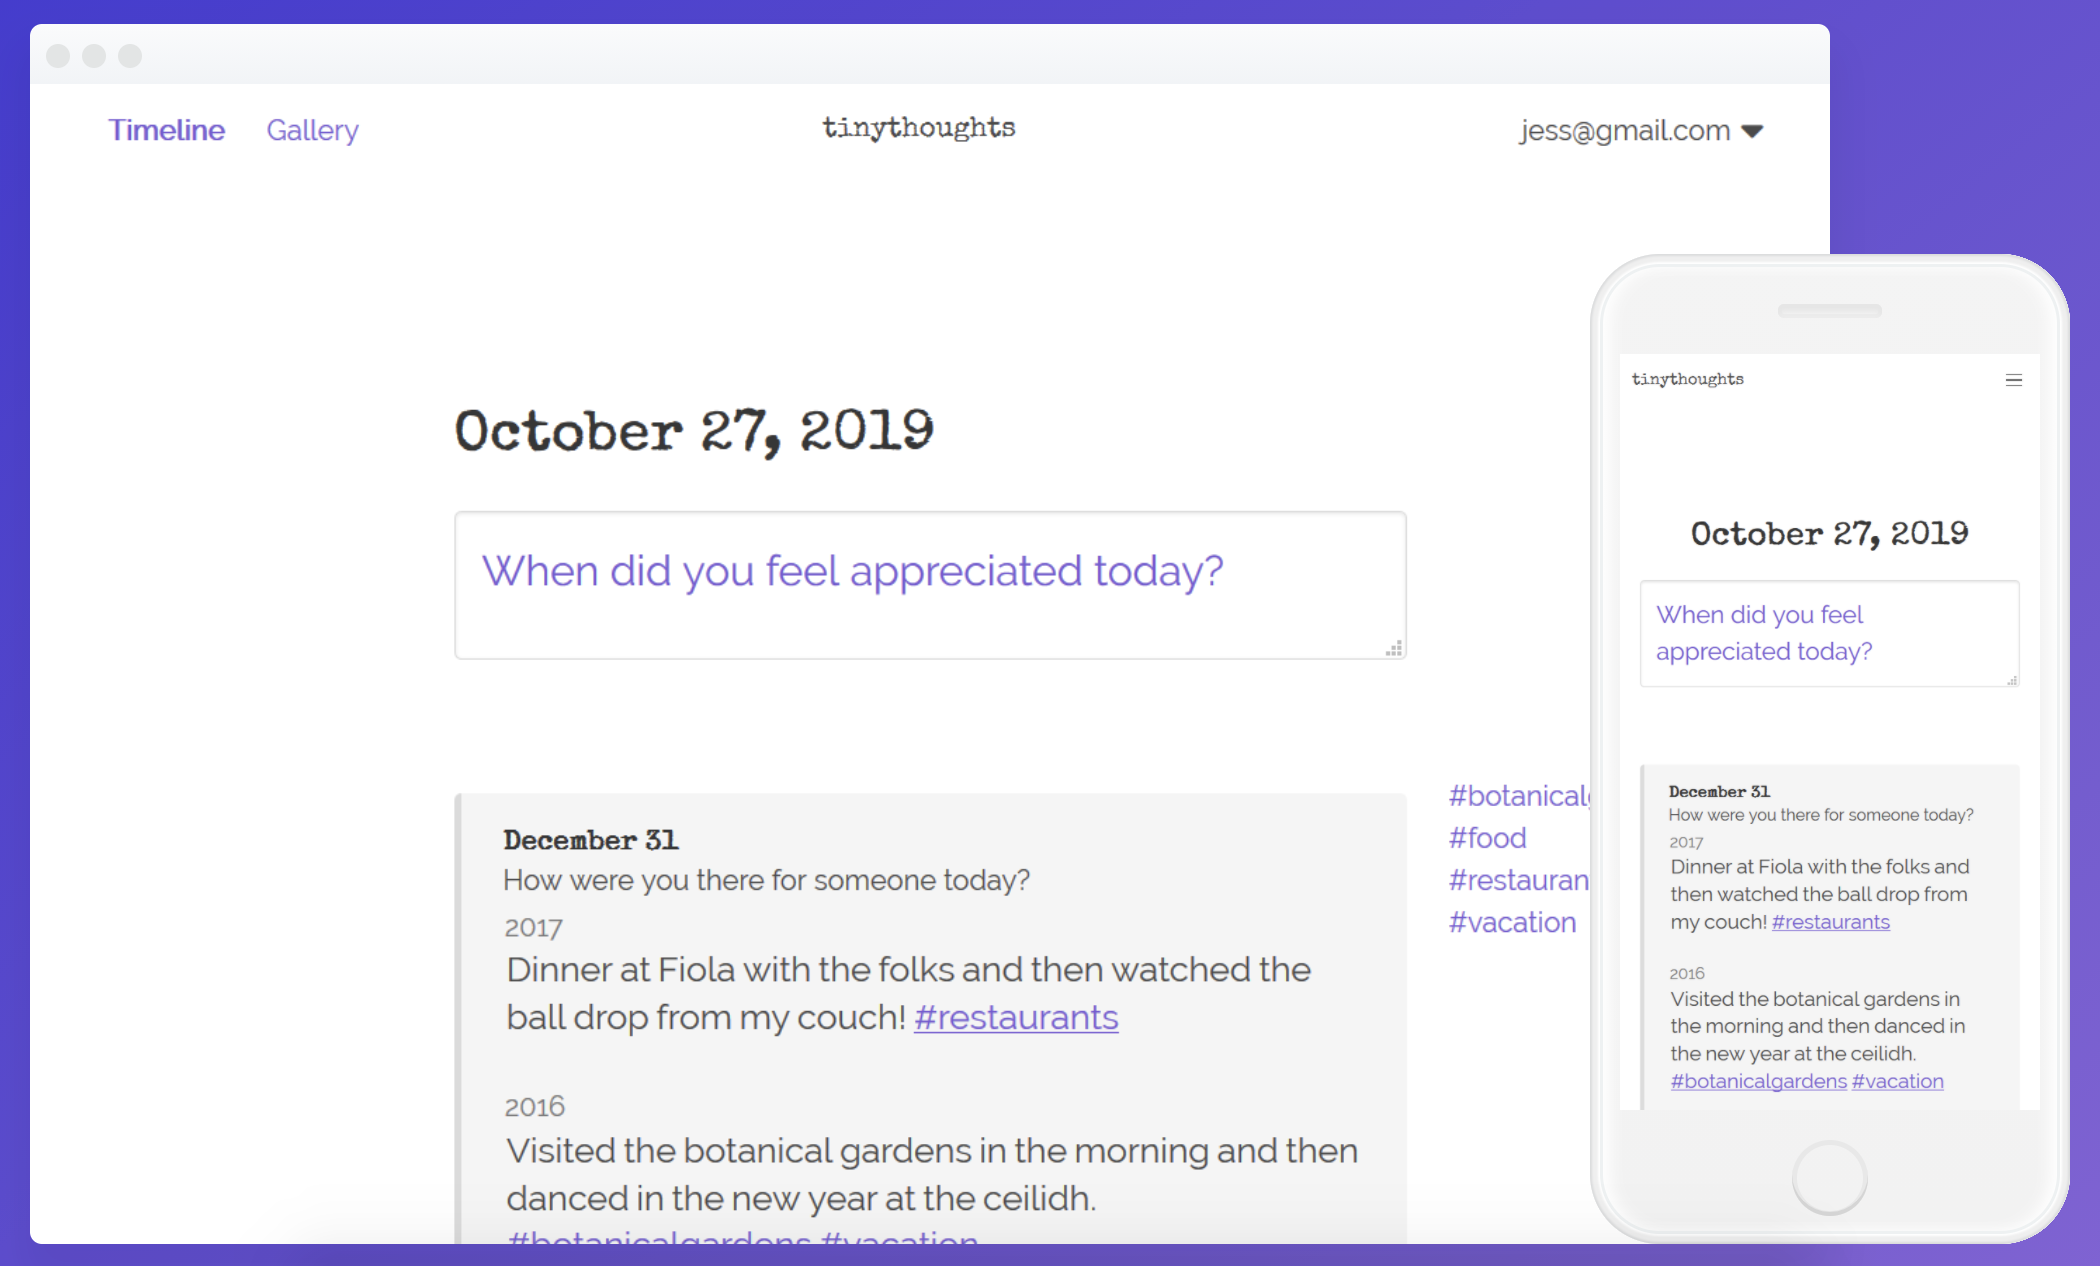 Timeline Gallery tinythoughts jess@gmail.com
October 27, 2019
When did you feel appreciated today?
December 31
How were you there for someone today?
2017
Dinner at Fiola with the folks and then watched the
ball drop from my couch! #restaurants
2016
Visited the botanical gardens in the morning and then
danced in the new year at the ceilidh.
#botanicalgardens #vacation
#food
#vacation
tinythoughts
October 27, 2019
When did you feel
appreciated today?
December 31
How were you there for someone today?
2017
Dinner at Fiola with the folks and
then watched the ball drop from
my couch! #restaurants
2016
Visited the botanical gardens in
the morning and then danced in
the new year at the ceilidh.
#botanicalgardens #vacation